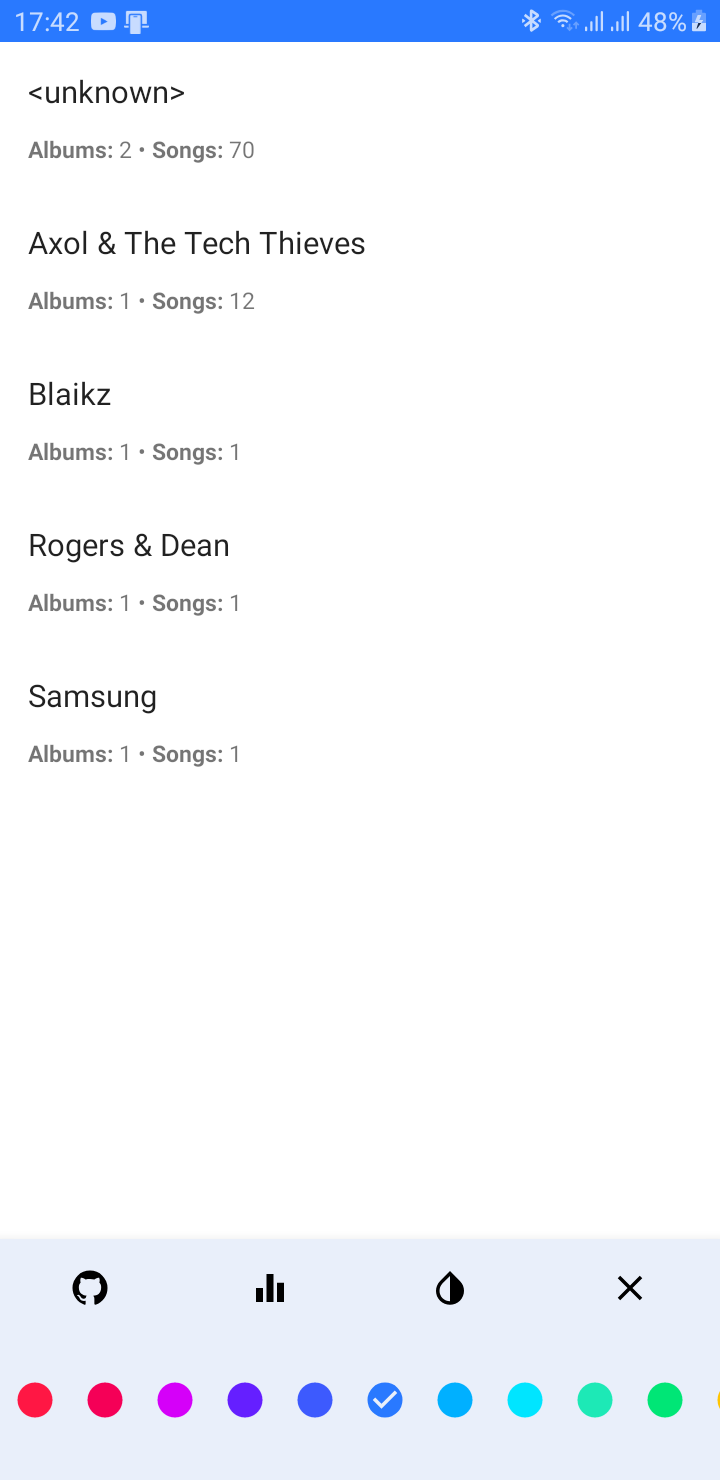 17:42 48%
<unknown>
Albums: 2 • Songs: 70
Axol & The Tech Thieves
Albums: 1 • Songs: 12
Blaikz
Albums: 1 • Songs: 1
Rogers & Dean
Albums: 1 • Songs: 1
Samsung
Albums: 1 • Songs: 1